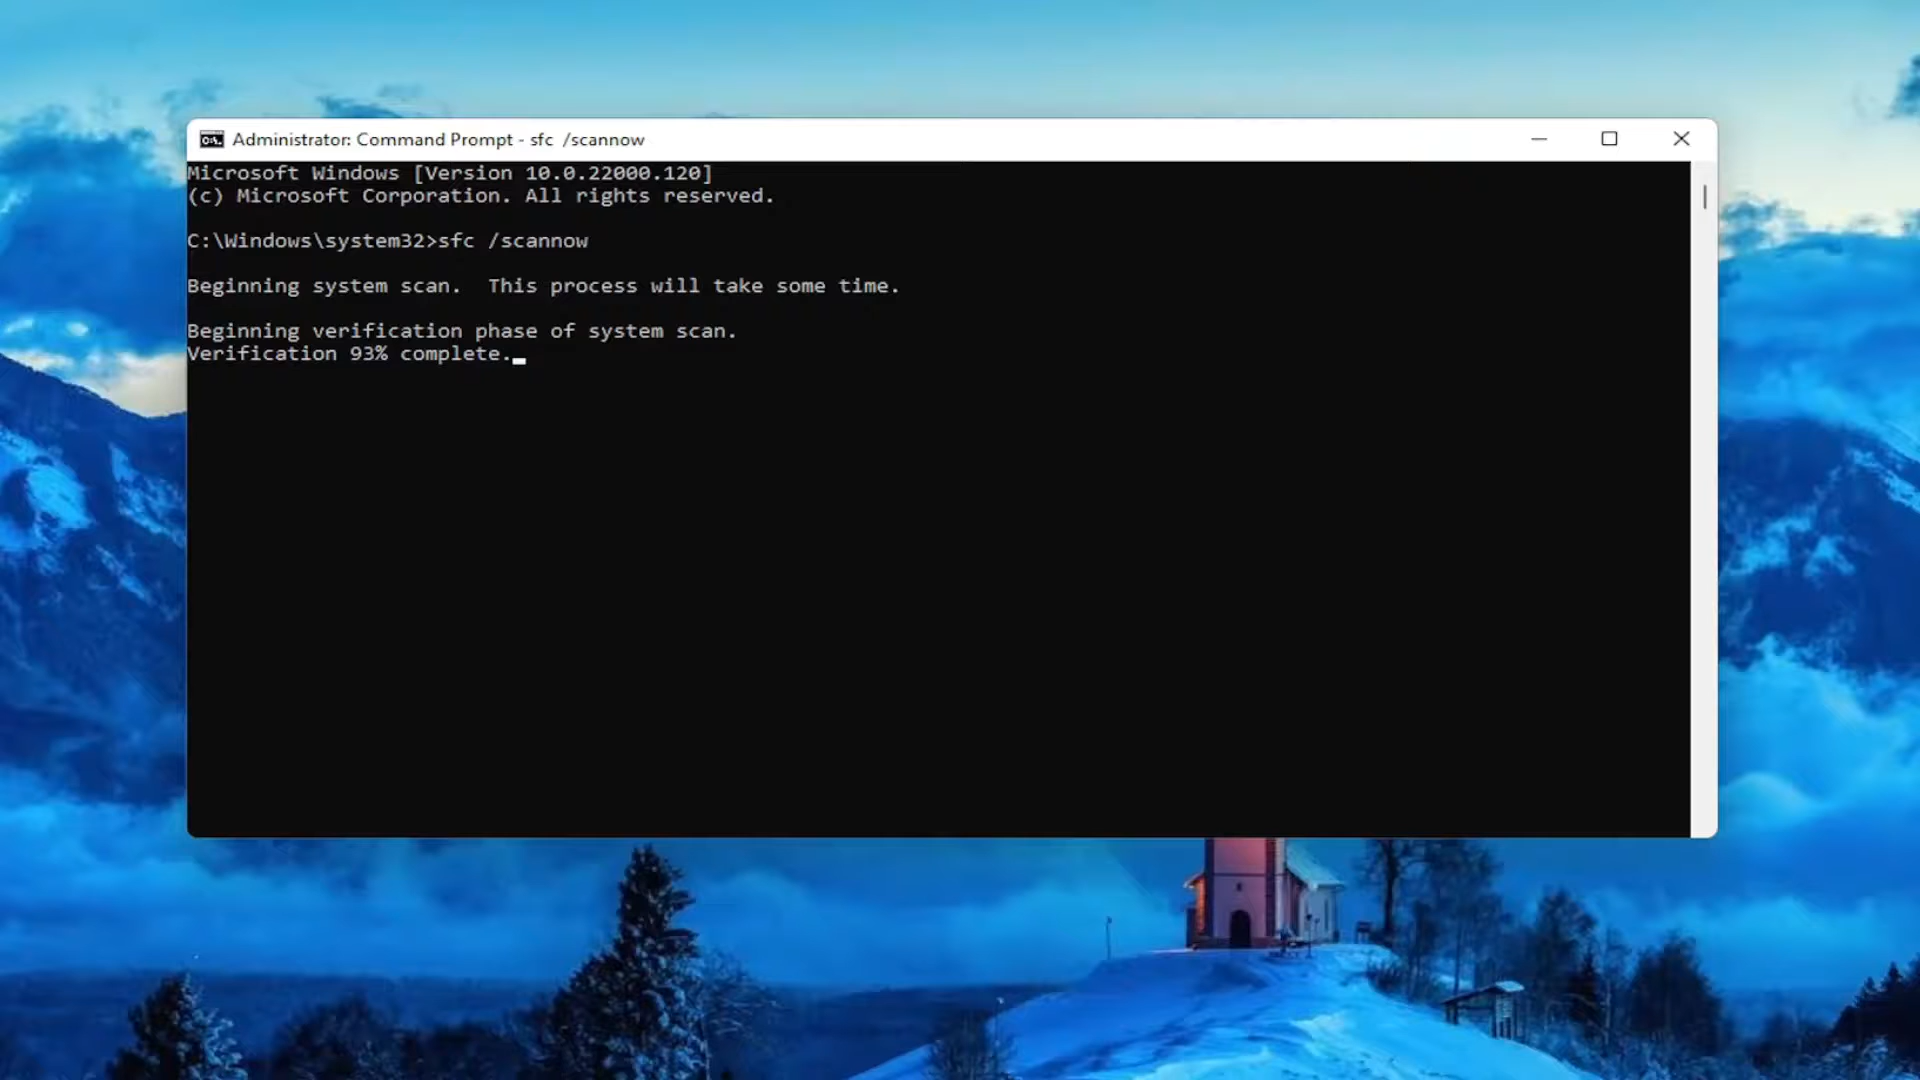 Administrator: Command Prompt - sfc  /scannow
Microsoft Windows [Version 10.0.22000.120]
(c) Microsoft Corporation. All rights reserved.
C:\Windows\system32>sfc /scannow
Beginning system scan.  This process will take some time.
Beginning verification phase of system scan.
Verification 93% complete.